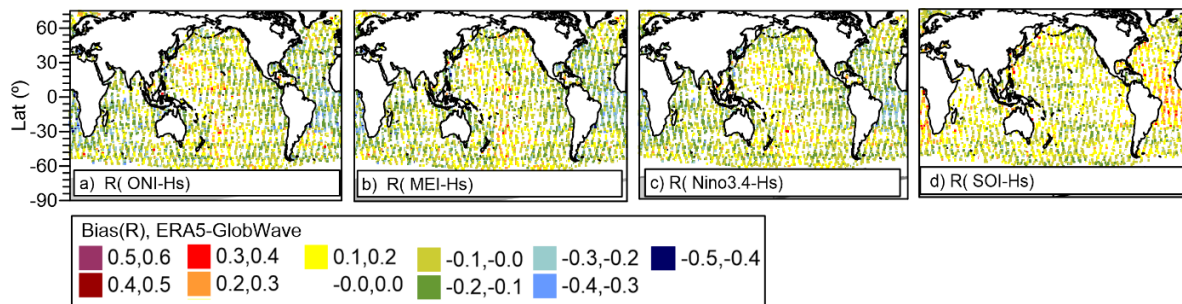 60
30
0
-30
-60
-90
Lat (º)
a) R( ONI-Hs)
b) R( MEI-Hs)
c) R( Nino3.4-Hs)
d) R( SOI-Hs)
Bias(R), ERA5-GlobWave
0.5,0.6 0.3,0.4 0.1,0.2 -0.1,-0.0 -0.3,-0.2 -0.5,-0.4
0.4,0.5 0.2,0.3 -0.0,0.0 -0.2,-0.1 -0.4,-0.3